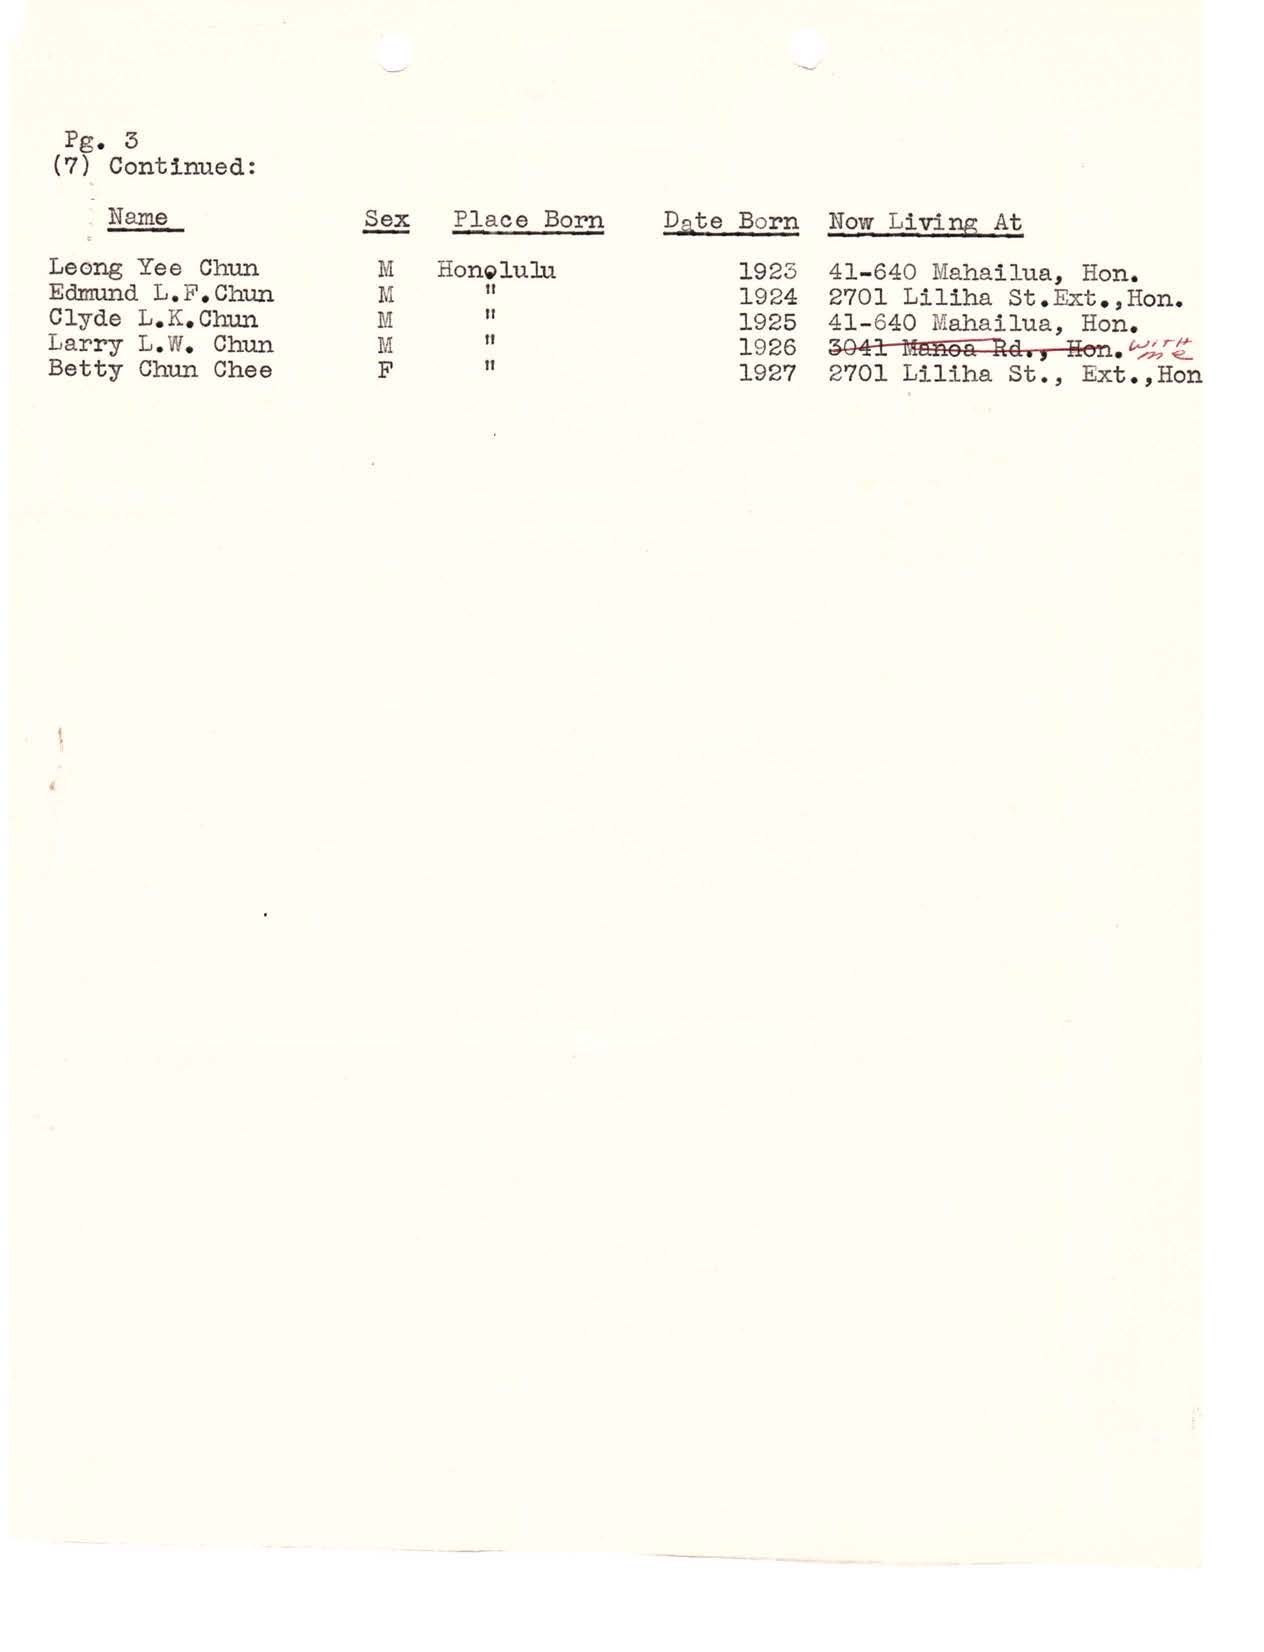 Pg. 3
(7) Continued:
Name Sex Place Born Date Born Now Living At
Leong Yee Chun M Honolulu 1923 41-640 Mahailua, Hon.
Edmund L.F.Chun M " 1924 2701 Liliha St.Ext.,Hon.
Clyde L.K.Chun M " 1925 41-640 Mahailua, Hon.
Larry L.W. Chun M " 1926 3041 Manoa Rd., Hon. WITH me
Betty Chun Chee F " 1927 2701 Liliha St., Ext.,Hon